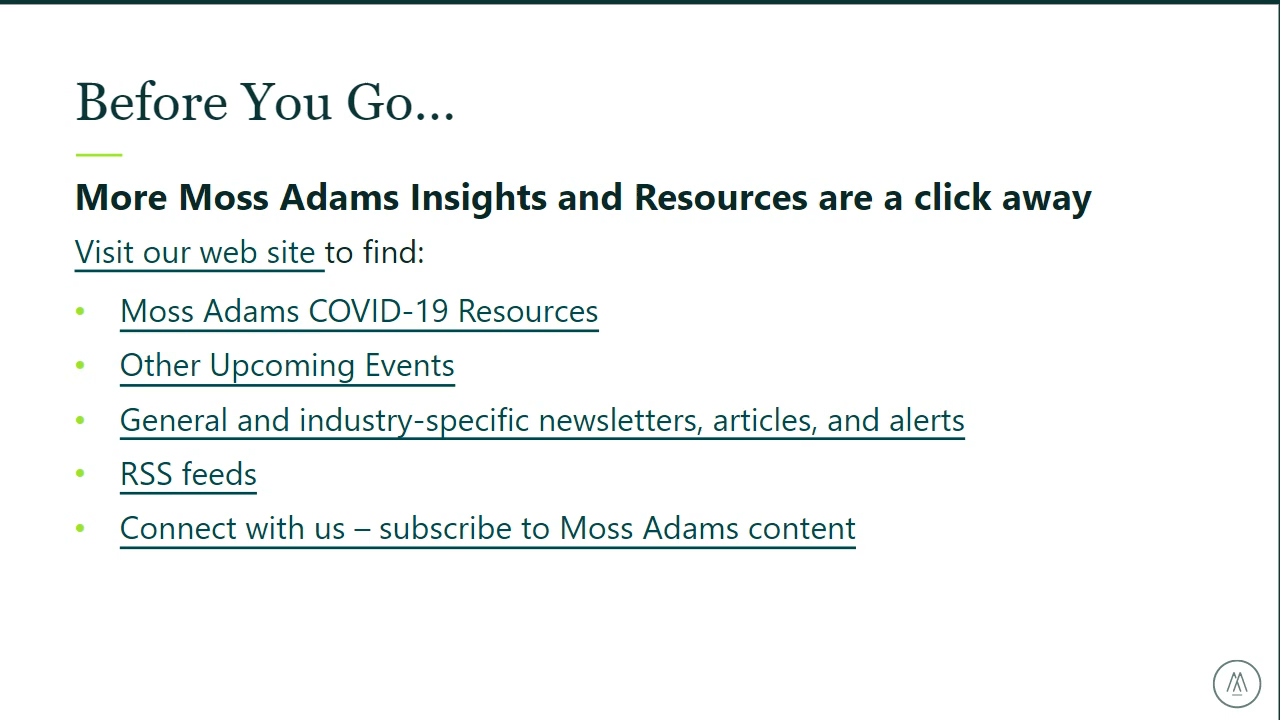 Before You Go...
More Moss Adams Insights and Resources are a click away
Visit our web site to find:
• Moss Adams COVID-19 Resources
• Other Upcoming Events
• General and industry-specific newsletters, articles, and alerts
• RSS feeds
• Connect with us – subscribe to Moss Adams content